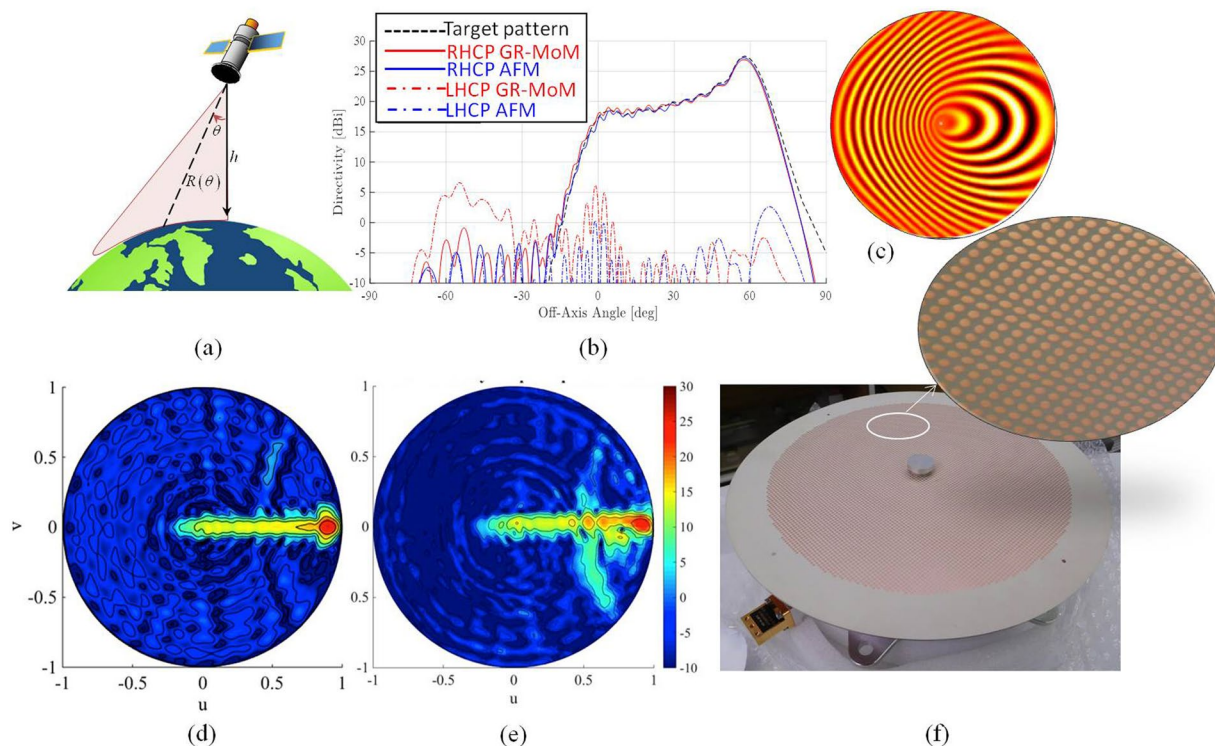 θ
h
R(θ)
(a)
Target pattern
RHCP GR-MoM
RHCP AFM
LHCP GR-MoM
LHCP AFM
Directivity [dBi]
30
25
20
15
10
5
0
-5
-10
-90
-60
-30
0
30
60
90
Off-Axis Angle [deg]
(b)
(c)
1
0.5
0
-0.5
-1
v
-1
-0.5
0
0.5
1
u
(d)
1
0.5
0
-0.5
-1
-1
-0.5
0
0.5
1
u
30
25
20
15
10
5
0
-5
-10
(e)
(f)